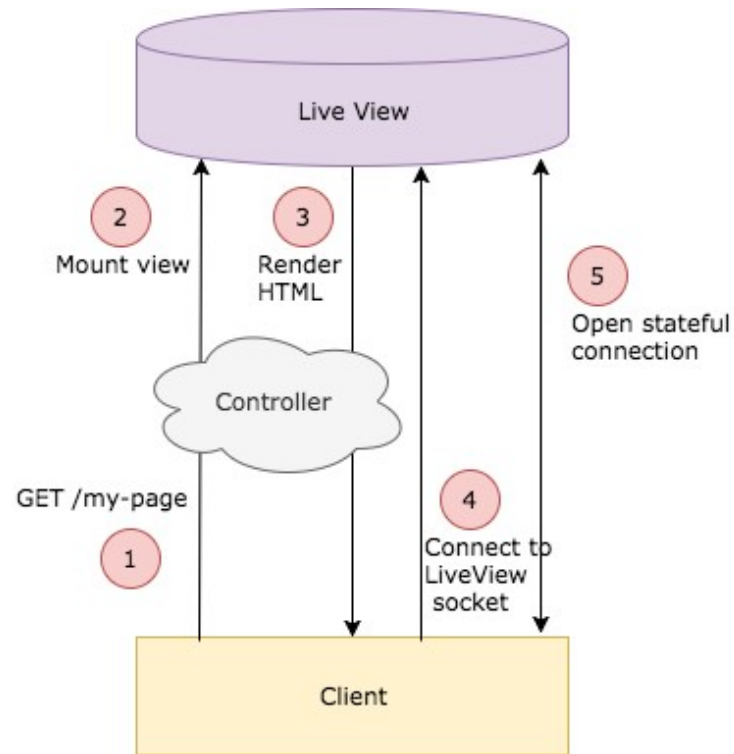 Live View
2
3
Mount view
Render
HTML
5
Open stateful
connection
Controller
GET /my-page
4
1
Connect to
LiveView
socket
Client